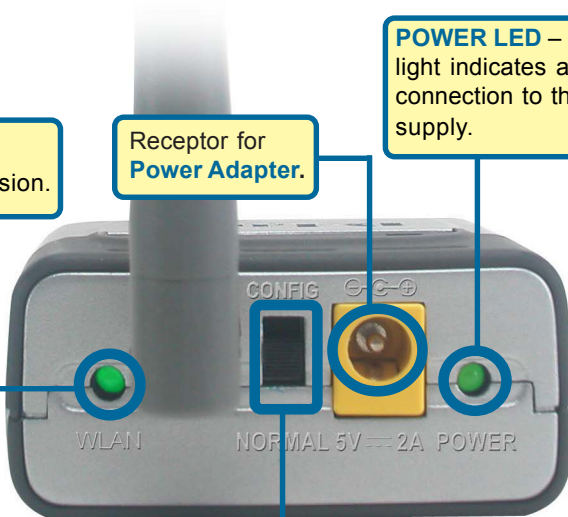 POWER LED –
light indicates a
connection to th
supply.
Receptor for
Power Adapter.
sion.
CONFIG
WLAN
NORMAL 5V 2A POWER